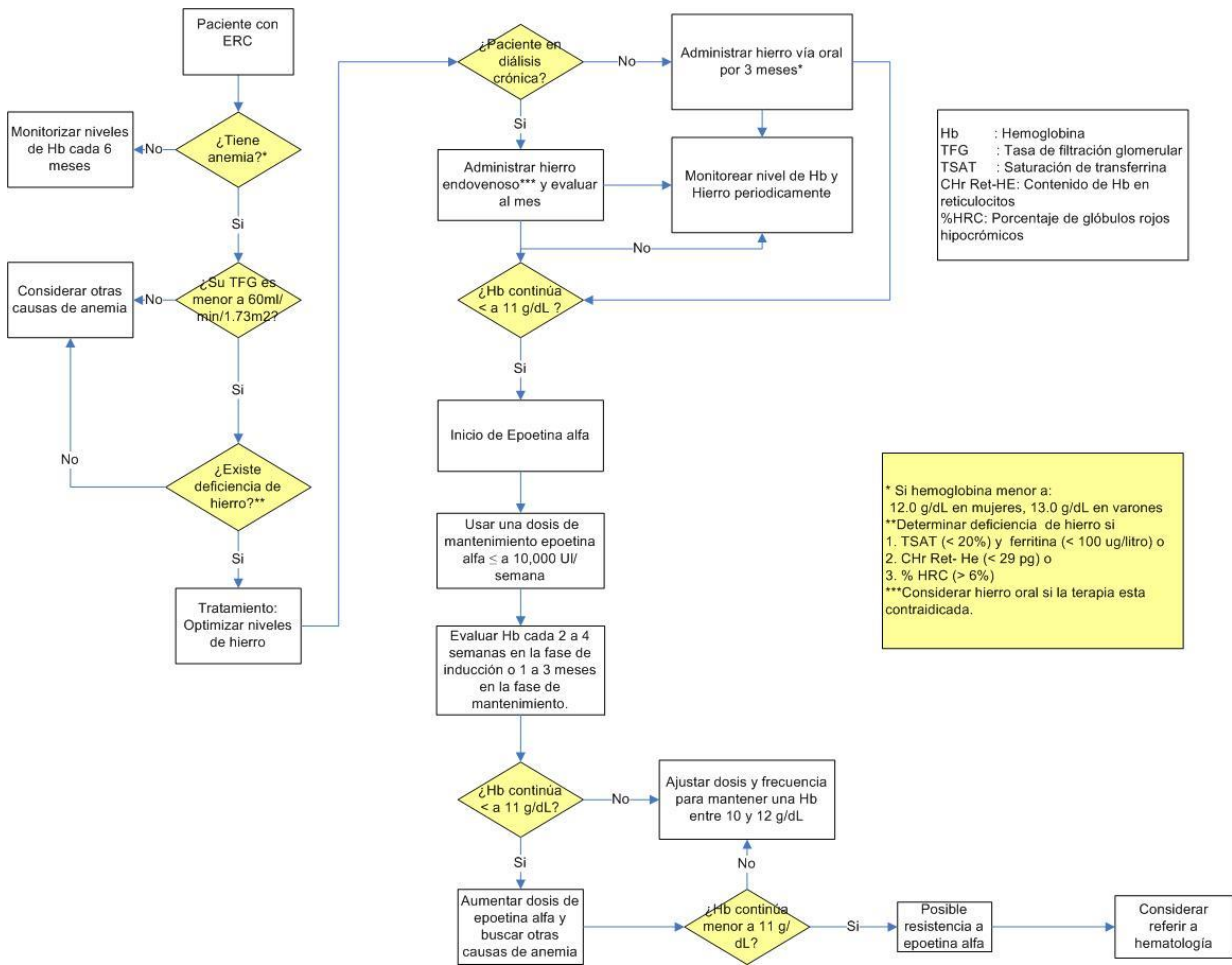 Paciente con
ERC
¿Tiene
anemia?*
No
Monitorizar niveles
de Hb cada 6
meses
Si
¿Su TFG es
menor a 60ml/
min/1.73m2?
No
Considerar otras
causas de anemia
Si
¿Existe
deficiencia de
hierro?**
No
Si
Tratamiento:
Optimizar niveles
de hierro
¿Paciente en
diálisis
crónica?
No
Administrar hierro vía oral
por 3 meses*
Si
Administrar hierro
endovenoso*** y evaluar
al mes
Monitorear nivel de Hb y
Hierro periodicamente
No
¿Hb continúa
< a 11 g/dL ?
Si
Inicio de Epoetina alfa
Usar una dosis de
mantenimiento epoetina
alfa ≤ a 10,000 UI/
semana
Evaluar Hb cada 2 a 4
semanas en la fase de
inducción o 1 a 3 meses
en la fase de
mantenimiento.
¿Hb continúa
< a 11 g/dL?
No
Ajustar dosis y frecuencia
para mantener una Hb
entre 10 y 12 g/dL
Si
No
Aumentar dosis de
epoetina alfa y
buscar otras
causas de anemia
¿Hb continúa
menor a 11 g/
dL?
Si
Posible
resistencia a
epoetina alfa
Considerar
referir a
hematología
Hb : Hemoglobina
TFG : Tasa de filtración glomerular
TSAT : Saturación de transferrina
CHr Ret-HE: Contenido de Hb en
reticulocitos
%HRC: Porcentaje de glóbulos rojos
hipocrómicos
* Si hemoglobina menor a:
12.0 g/dL en mujeres, 13.0 g/dL en varones
**Determinar deficiencia de hierro si
1. TSAT (< 20%) y ferritina (< 100 ug/litro) o
2. CHr Ret- He (< 29 pg) o
3. % HRC (> 6%)
***Considerar hierro oral si la terapia esta
contraidicada.